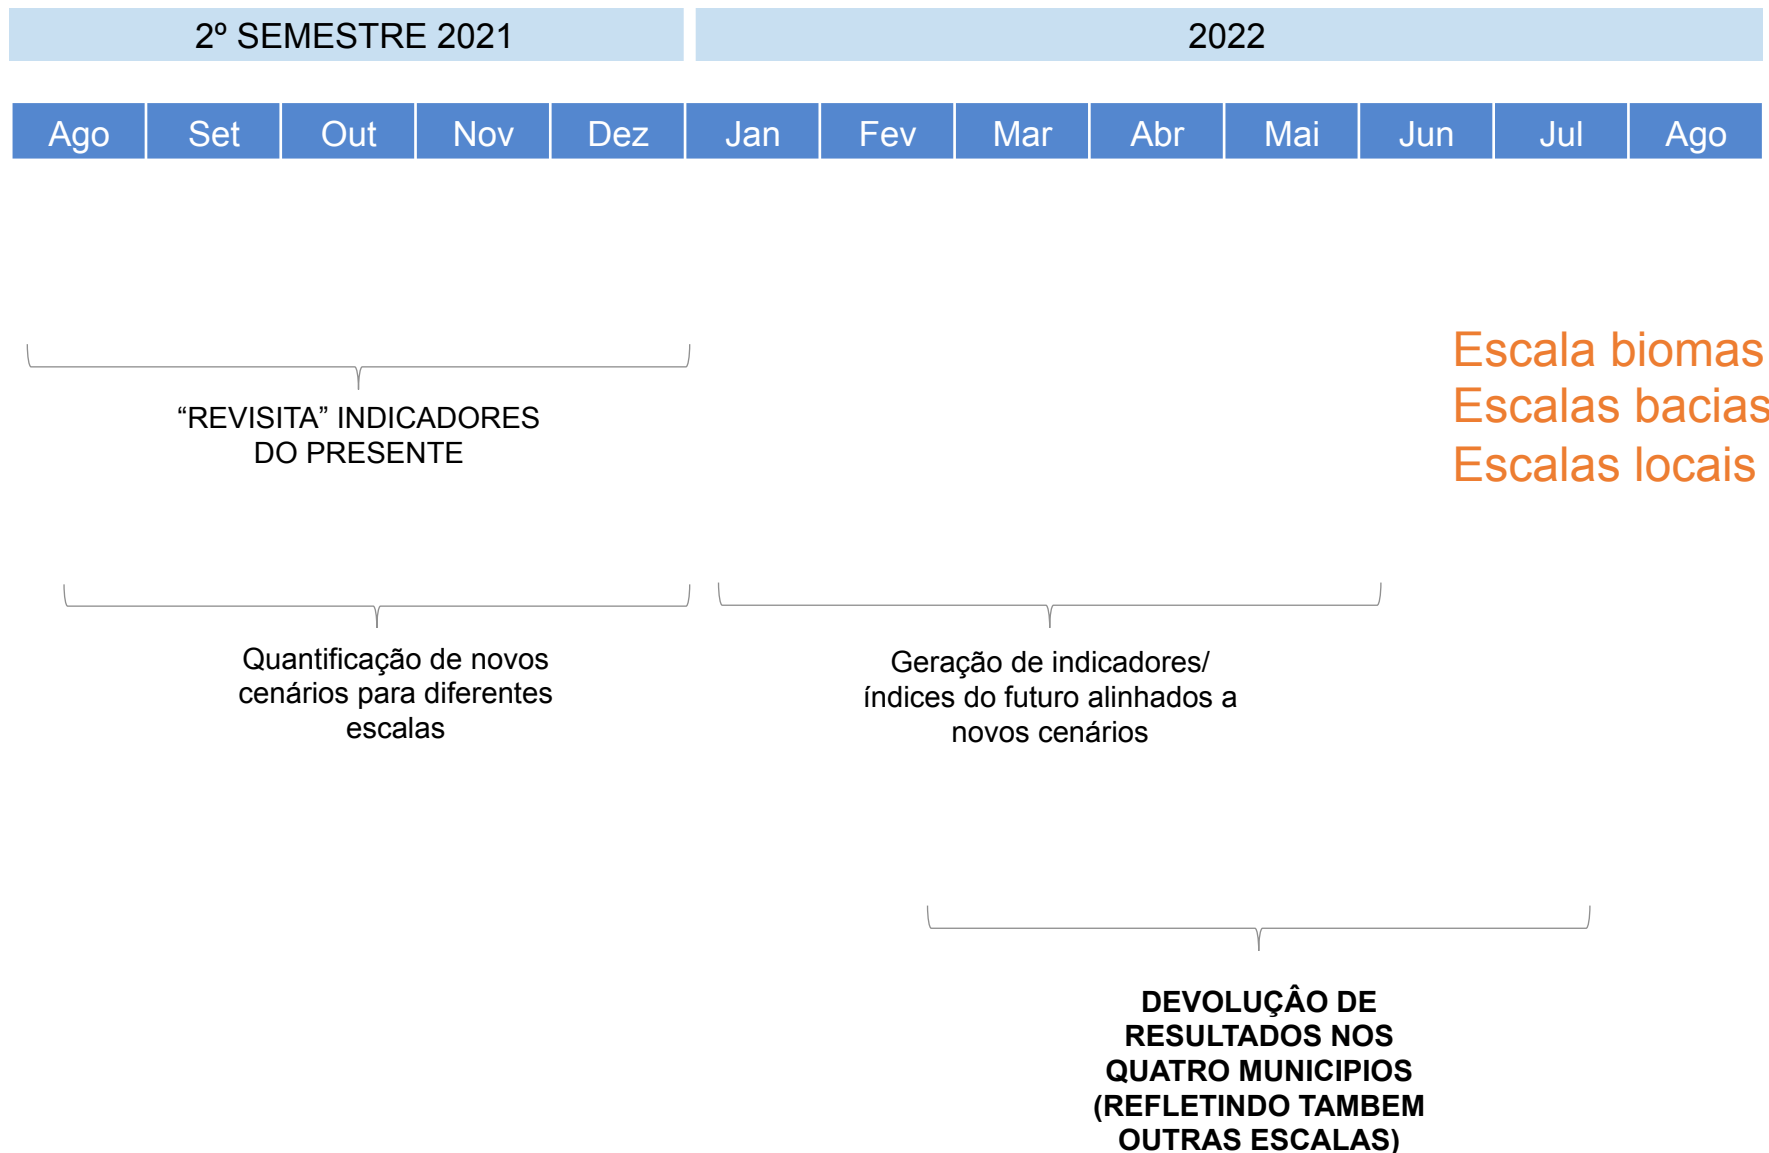 2º SEMESTRE 2021
2022
Ago Set Out Nov Dez Jan Fev Mar Abr Mai Jun Jul Ago
Escala biomas
Escalas bacias
Escalas locais
“REVISITA” INDICADORES
DO PRESENTE
Quantificação de novos
cenários para diferentes
escalas
Geração de indicadores/
índices do futuro alinhados a
novos cenários
DEVOLUÇÂO DE
RESULTADOS NOS
QUATRO MUNICIPIOS
(REFLETINDO TAMBEM
OUTRAS ESCALAS)